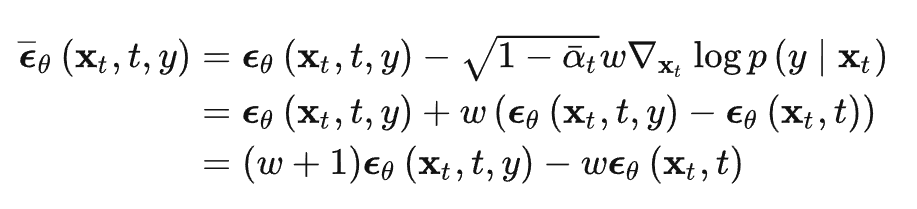 ϵ̅_θ (x_t, t, y) = ϵ_θ (x_t, t, y) − √(1 − ᾱ_t) w∇_{x_t} log p (y | x_t)
= ϵ_θ (x_t, t, y) + w (ϵ_θ (x_t, t, y) − ϵ_θ (x_t, t))
= (w + 1)ϵ_θ (x_t, t, y) − wϵ_θ (x_t, t)